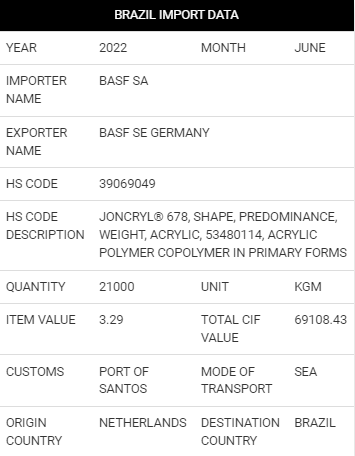 BRAZIL IMPORT DATA
YEAR 2022 MONTH JUNE
IMPORTER NAME BASF SA
EXPORTER NAME BASF SE GERMANY
HS CODE 39069049
HS CODE DESCRIPTION JONCRYL® 678, SHAPE, PREDOMINANCE,
WEIGHT, ACRYLIC, 53480114, ACRYLIC
POLYMER COPOLYMER IN PRIMARY FORMS
QUANTITY 21000 UNIT KGM
ITEM VALUE 3.29 TOTAL CIF VALUE 69108.43
CUSTOMS PORT OF SANTOS MODE OF TRANSPORT SEA
ORIGIN COUNTRY NETHERLANDS DESTINATION COUNTRY BRAZIL